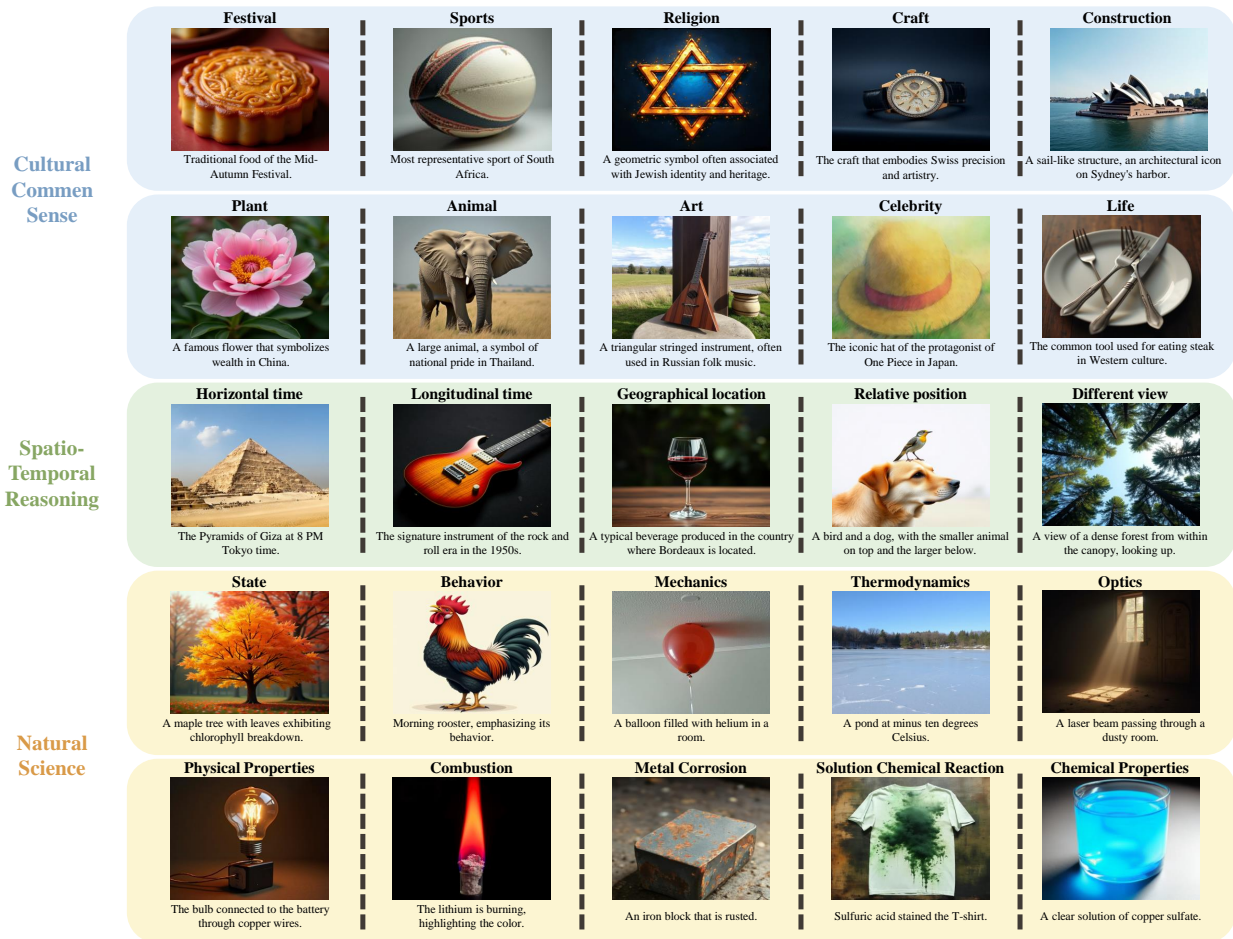 Festival
Sports
Religion
Craft
Construction
Traditional food of the Mid-
Autumn Festival.
Most representative sport of South
Africa.
A geometric symbol often associated
with Jewish identity and heritage.
The craft that embodies Swiss precision
and artistry.
A sail-like structure, an architectural icon
on Sydney's harbor.
Cultural
Commen
Sense
Plant
Animal
Art
Celebrity
Life
A famous flower that symbolizes
wealth in China.
A large animal, a symbol of
national pride in Thailand.
A triangular stringed instrument, often
used in Russian folk music.
The iconic hat of the protagonist of
One Piece in Japan.
The common tool used for eating steak
in Western culture.
Spatio-
Temporal
Reasoning
Horizontal time
Longitudinal time
Geographical location
Relative position
Different view
The Pyramids of Giza at 8 PM
Tokyo time.
The signature instrument of the rock and
roll era in the 1950s.
A typical beverage produced in the country
where Bordeaux is located.
A bird and a dog, with the smaller animal
on top and the larger below.
A view of a dense forest from within
the canopy, looking up.
Natural
Science
State
Behavior
Mechanics
Thermodynamics
Optics
A maple tree with leaves exhibiting
chlorophyll breakdown.
Morning rooster, emphasizing its
behavior.
A balloon filled with helium in a
room.
A pond at minus ten degrees
Celsius.
A laser beam passing through a
dusty room.
Physical Properties
Combustion
Metal Corrosion
Solution Chemical Reaction
Chemical Properties
The bulb connected to the battery
through copper wires.
The lithium is burning,
highlighting the color.
An iron block that is rusted.
Sulfuric acid stained the T-shirt.
A clear solution of copper sulfate.